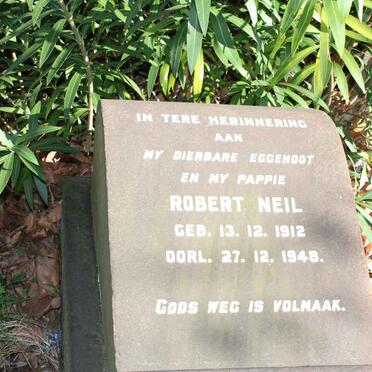 IN TERE HERINNERING
AAN
MY DIERBARE EGGENOOT
EN MY PAPPIE
ROBERT NEIL
GEB. 13. 12. 1912
OORL. 27. 12. 1948.
GODS WEG IS VOLMAAK.